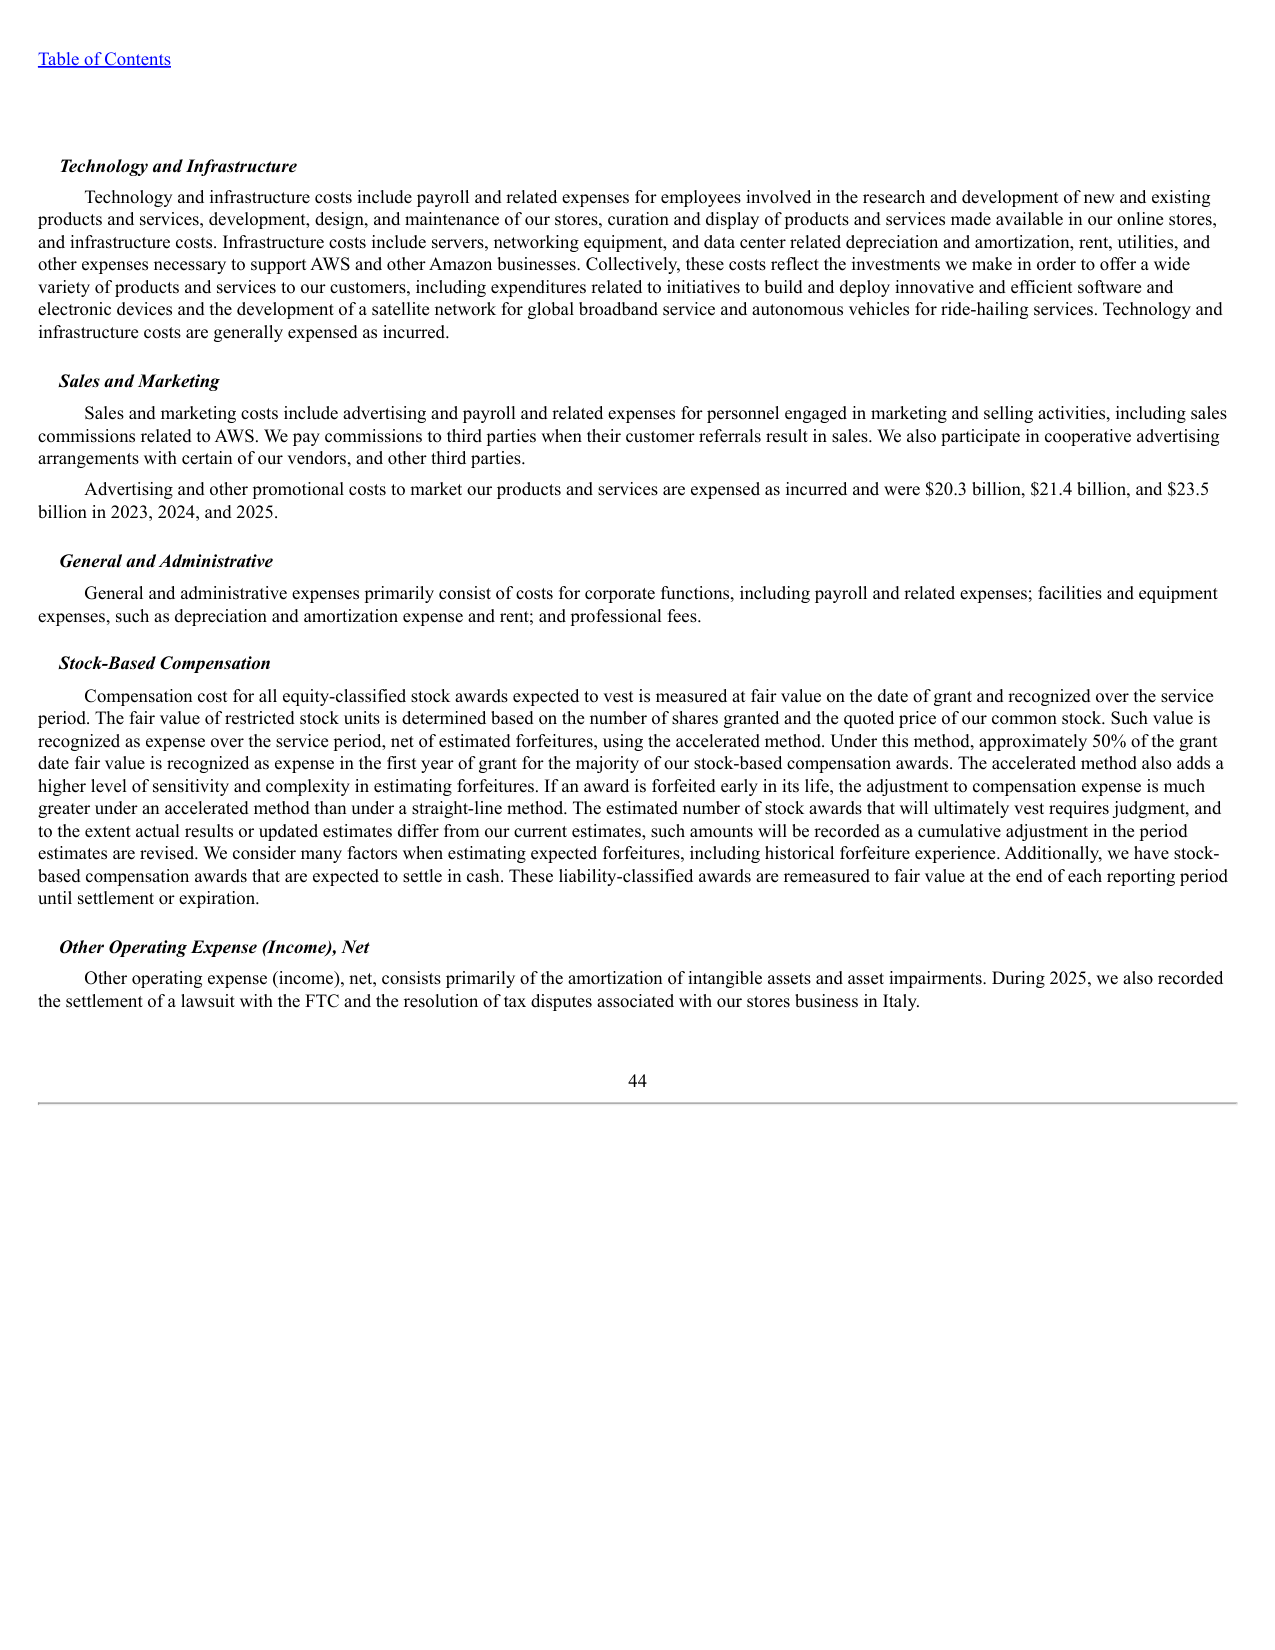 Table of Contents
Technology and Infrastructure
Technology and infrastructure costs include payroll and related expenses for employees involved in the research and development of new and existing
products and services, development, design, and maintenance of our stores, curation and display of products and services made available in our online stores,
and infrastructure costs. Infrastructure costs include servers, networking equipment, and data center related depreciation and amortization, rent, utilities, and
other expenses necessary to support AWS and other Amazon businesses. Collectively, these costs reflect the investments we make in order to offer a wide
variety of products and services to our customers, including expenditures related to initiatives to build and deploy innovative and efficient software and
electronic devices and the development of a satellite network for global broadband service and autonomous vehicles for ride-hailing services. Technology and
infrastructure costs are generally expensed as incurred.
Sales and Marketing
Sales and marketing costs include advertising and payroll and related expenses for personnel engaged in marketing and selling activities, including sales
commissions related to AWS. We pay commissions to third parties when their customer referrals result in sales. We also participate in cooperative advertising
arrangements with certain of our vendors, and other third parties.
Advertising and other promotional costs to market our products and services are expensed as incurred and were $20.3 billion, $21.4 billion, and $23.5
billion in 2023, 2024, and 2025.
General and Administrative
General and administrative expenses primarily consist of costs for corporate functions, including payroll and related expenses; facilities and equipment
expenses, such as depreciation and amortization expense and rent; and professional fees.
Stock-Based Compensation
Compensation cost for all equity-classified stock awards expected to vest is measured at fair value on the date of grant and recognized over the service
period. The fair value of restricted stock units is determined based on the number of shares granted and the quoted price of our common stock. Such value is
recognized as expense over the service period, net of estimated forfeitures, using the accelerated method. Under this method, approximately 50% of the grant
date fair value is recognized as expense in the first year of grant for the majority of our stock-based compensation awards. The accelerated method also adds a
higher level of sensitivity and complexity in estimating forfeitures. If an award is forfeited early in its life, the adjustment to compensation expense is much
greater under an accelerated method than under a straight-line method. The estimated number of stock awards that will ultimately vest requires judgment, and
to the extent actual results or updated estimates differ from our current estimates, such amounts will be recorded as a cumulative adjustment in the period
estimates are revised. We consider many factors when estimating expected forfeitures, including historical forfeiture experience. Additionally, we have stock-
based compensation awards that are expected to settle in cash. These liability-classified awards are remeasured to fair value at the end of each reporting period
until settlement or expiration.
Other Operating Expense (Income), Net
Other operating expense (income), net, consists primarily of the amortization of intangible assets and asset impairments. During 2025, we also recorded
the settlement of a lawsuit with the FTC and the resolution of tax disputes associated with our stores business in Italy.
44